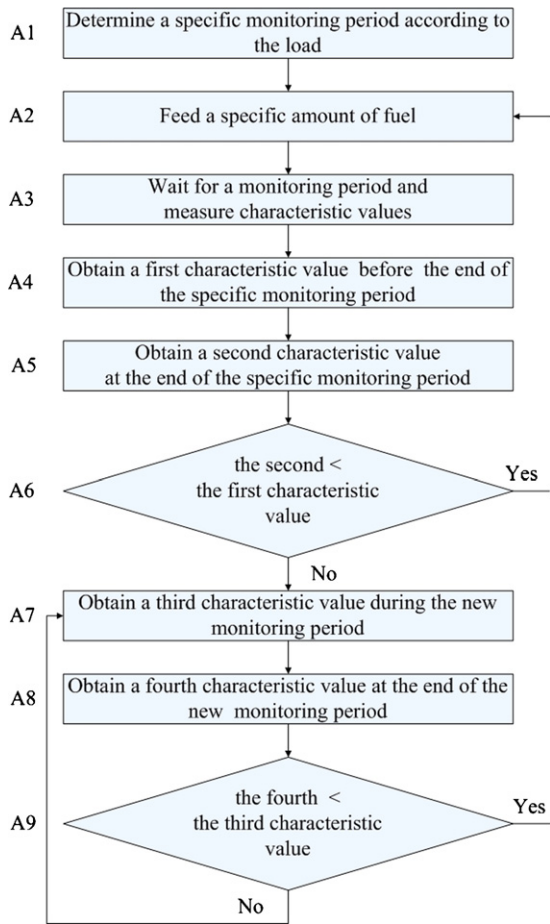 A1
Determine a specific monitoring period according to
the load
A2
Feed a specific amount of fuel
A3
Wait for a monitoring period and
measure characteristic values
A4
Obtain a first characteristic value before the end of
the specific monitoring period
A5
Obtain a second characteristic value
at the end of the specific monitoring period
A6
the second <
the first characteristic
value
Yes
No
A7
Obtain a third characteristic value during the new
monitoring period
A8
Obtain a fourth characteristic value at the end of the
new monitoring period
A9
the fourth <
the third characteristic
value
Yes
No